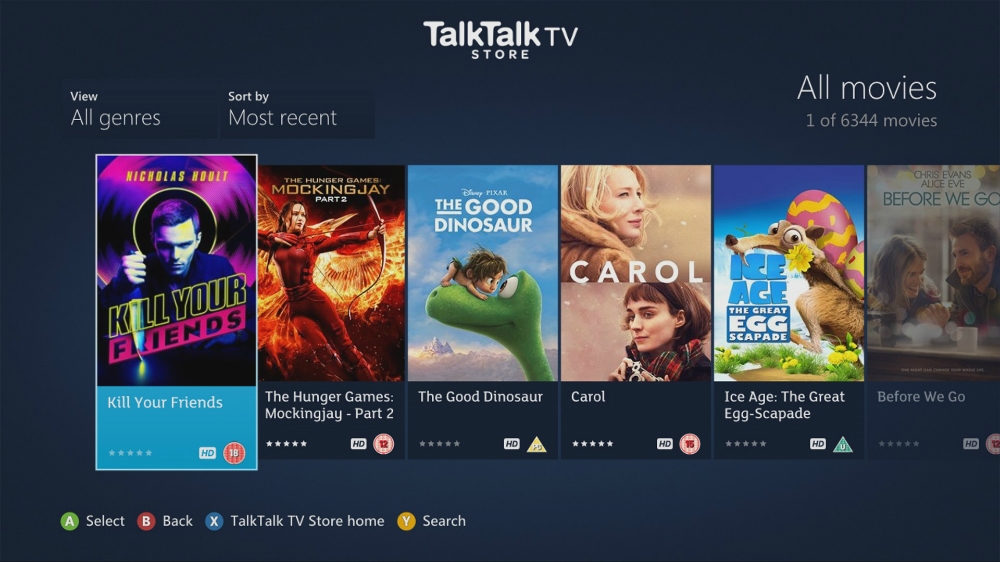 TalkTalk TV
STORE
View
All genres
Sort by
Most recent
All movies
1 of 6344 movies
NICHOLAS HOULT
KILL YOUR
FRIENDS
THE HUNGER GAMES:
MOCKINGJAY
PART 2
Disney PIXAR
THE GOOD
DINOSAUR
CAROL
ICE
AGE
THE GREAT
EGG
SCAPADE
CHRIS EVANS
ALICE EVE
BEFORE WE GO
Kill Your Friends
HD
18
The Hunger Games:
Mockingjay - Part 2
HD
12
The Good Dinosaur
HD
PG
Carol
HD
15
Ice Age: The Great
Egg-Scapade
HD
U
Before We Go
HD
12
A Select
B Back
X TalkTalk TV Store home
Y Search